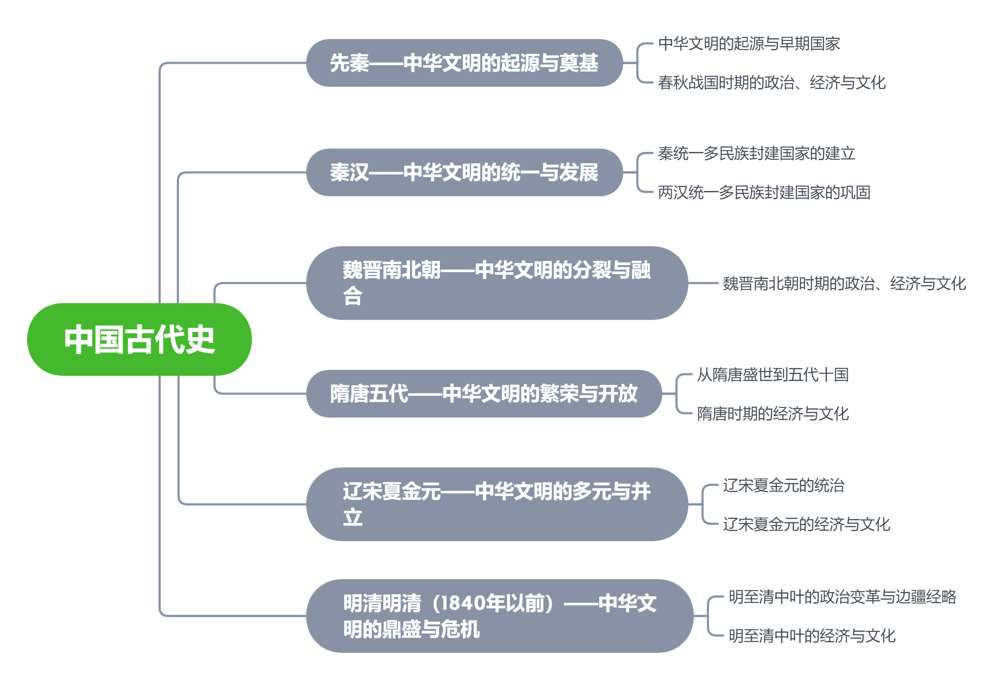 中国古代史
先秦——中华文明的起源与奠基
中华文明的起源与早期国家
春秋战国时期的政治、经济与文化
秦汉——中华文明的统一与发展
秦统一多民族封建国家的建立
两汉统一多民族封建国家的巩固
魏晋南北朝——中华文明的分裂与融
合
魏晋南北朝时期的政治、经济与文化
隋唐五代——中华文明的繁荣与开放
从隋唐盛世到五代十国
隋唐时期的经济与文化
辽宋夏金元——中华文明的多元与并
立
辽宋夏金元的统治
辽宋夏金元的经济与文化
明清明清（1840年以前）——中华文
明的鼎盛与危机
明至清中叶的政治变革与边疆经略
明至清中叶的经济与文化